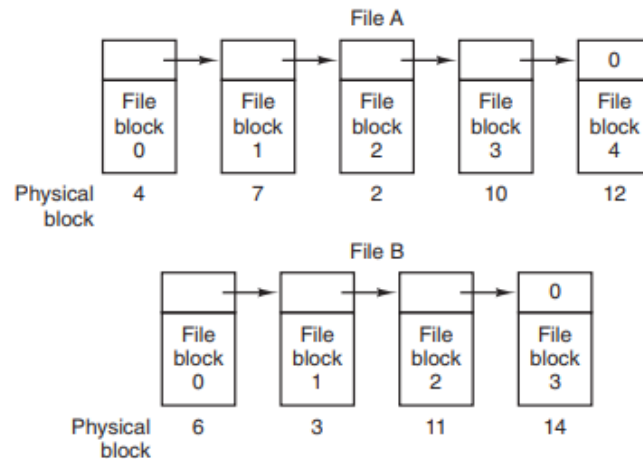 File A
0
File block 0
File block 1
File block 2
File block 3
File block 4
Physical block
4 7 2 10 12
File B
0
File block 0
File block 1
File block 2
File block 3
Physical block
6 3 11 14